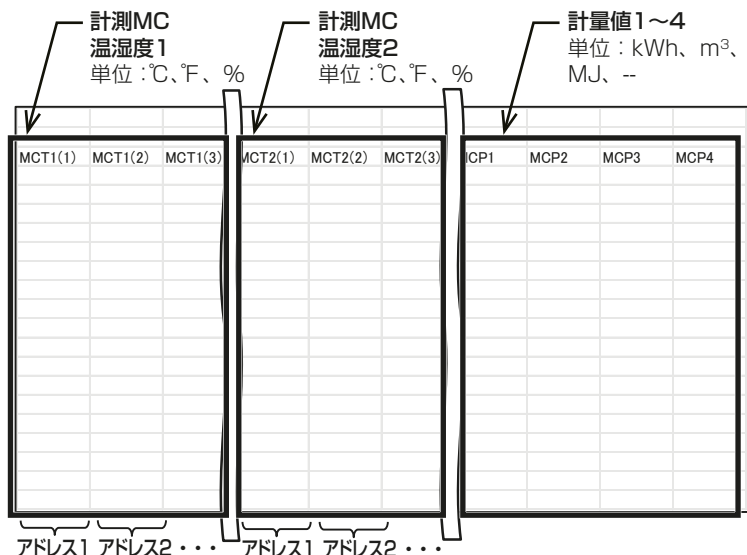 計測MC
温湿度1
単位：℃、℉、%
計測MC
温湿度2
単位：℃、℉、%
計量値1～4
単位：kWh、m³、
MJ、--
MCT1(1) MCT1(2) MCT1(3) MCT2(1) MCT2(2) MCT2(3) MCP1 MCP2 MCP3 MCP4
アドレス1 アドレス2・・・ アドレス1 アドレス2・・・